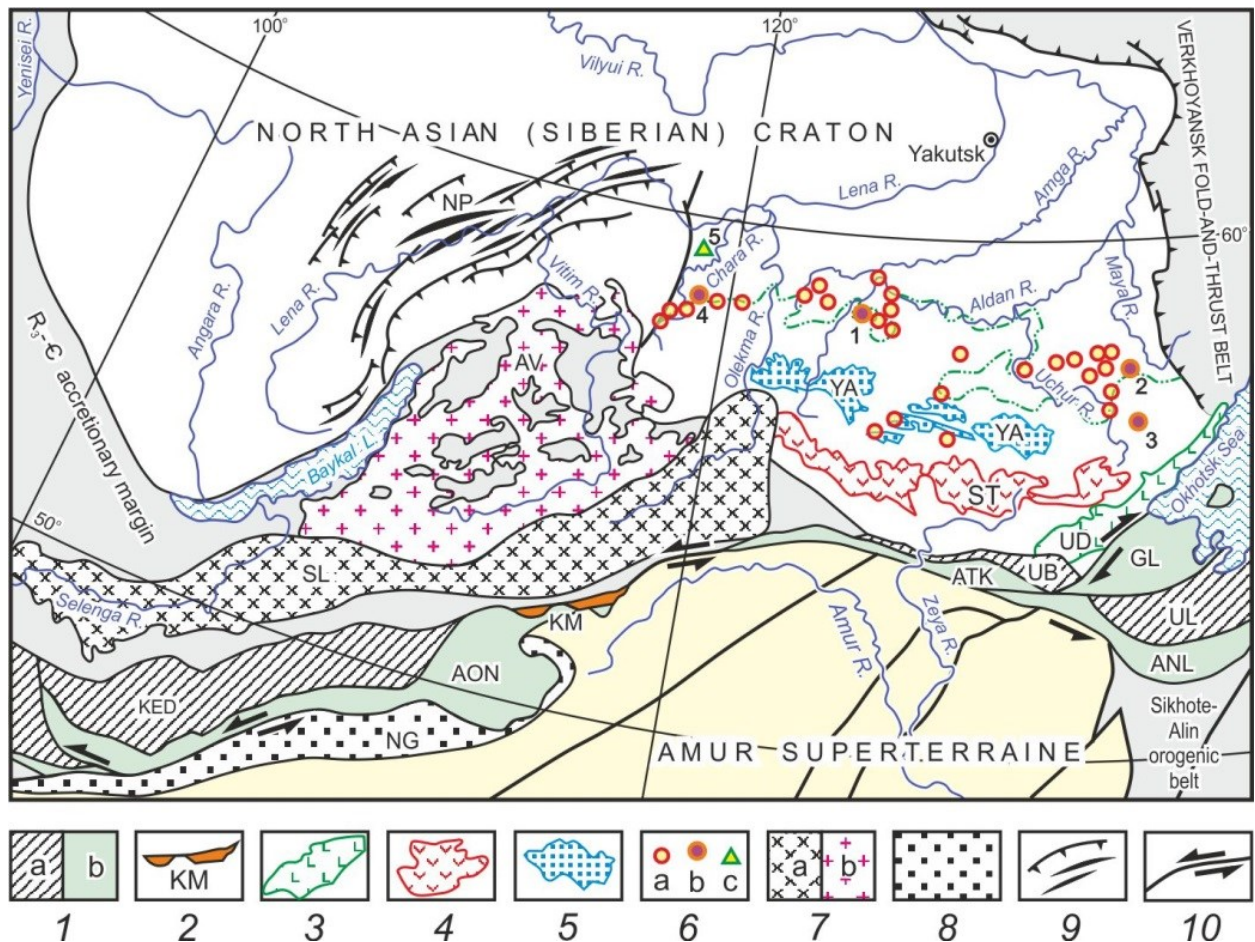 100°
120°
Yenisei R.
Vilyui R.
VERKHOYANSK FOLD-AND-THRUST BELT
NORTH ASIAN (SIBERIAN) CRATON
Yakutsk
Lena R.
Amga R.
NP
60°
5
Chara R.
Vitim R.
Lena R.
Angara R.
Maya R.
Aldan R.
4
1
Olekma R.
R₃-Є accretionary margin
AV
YA
Uchur R.
2
3
YA
Baykal L.
Okhotsk Sea
ST
50°
UD
GL
SL
ATK
UB
Selenga R.
KM
Zeya R.
UL
Amur R.
AON
ANL
KED
NG
Sikhote-
Alin
orogenic
belt
AMUR SUPERTERRAINE
a b
KM
a b c
a b
1 2 3 4 5 6 7 8 9 10